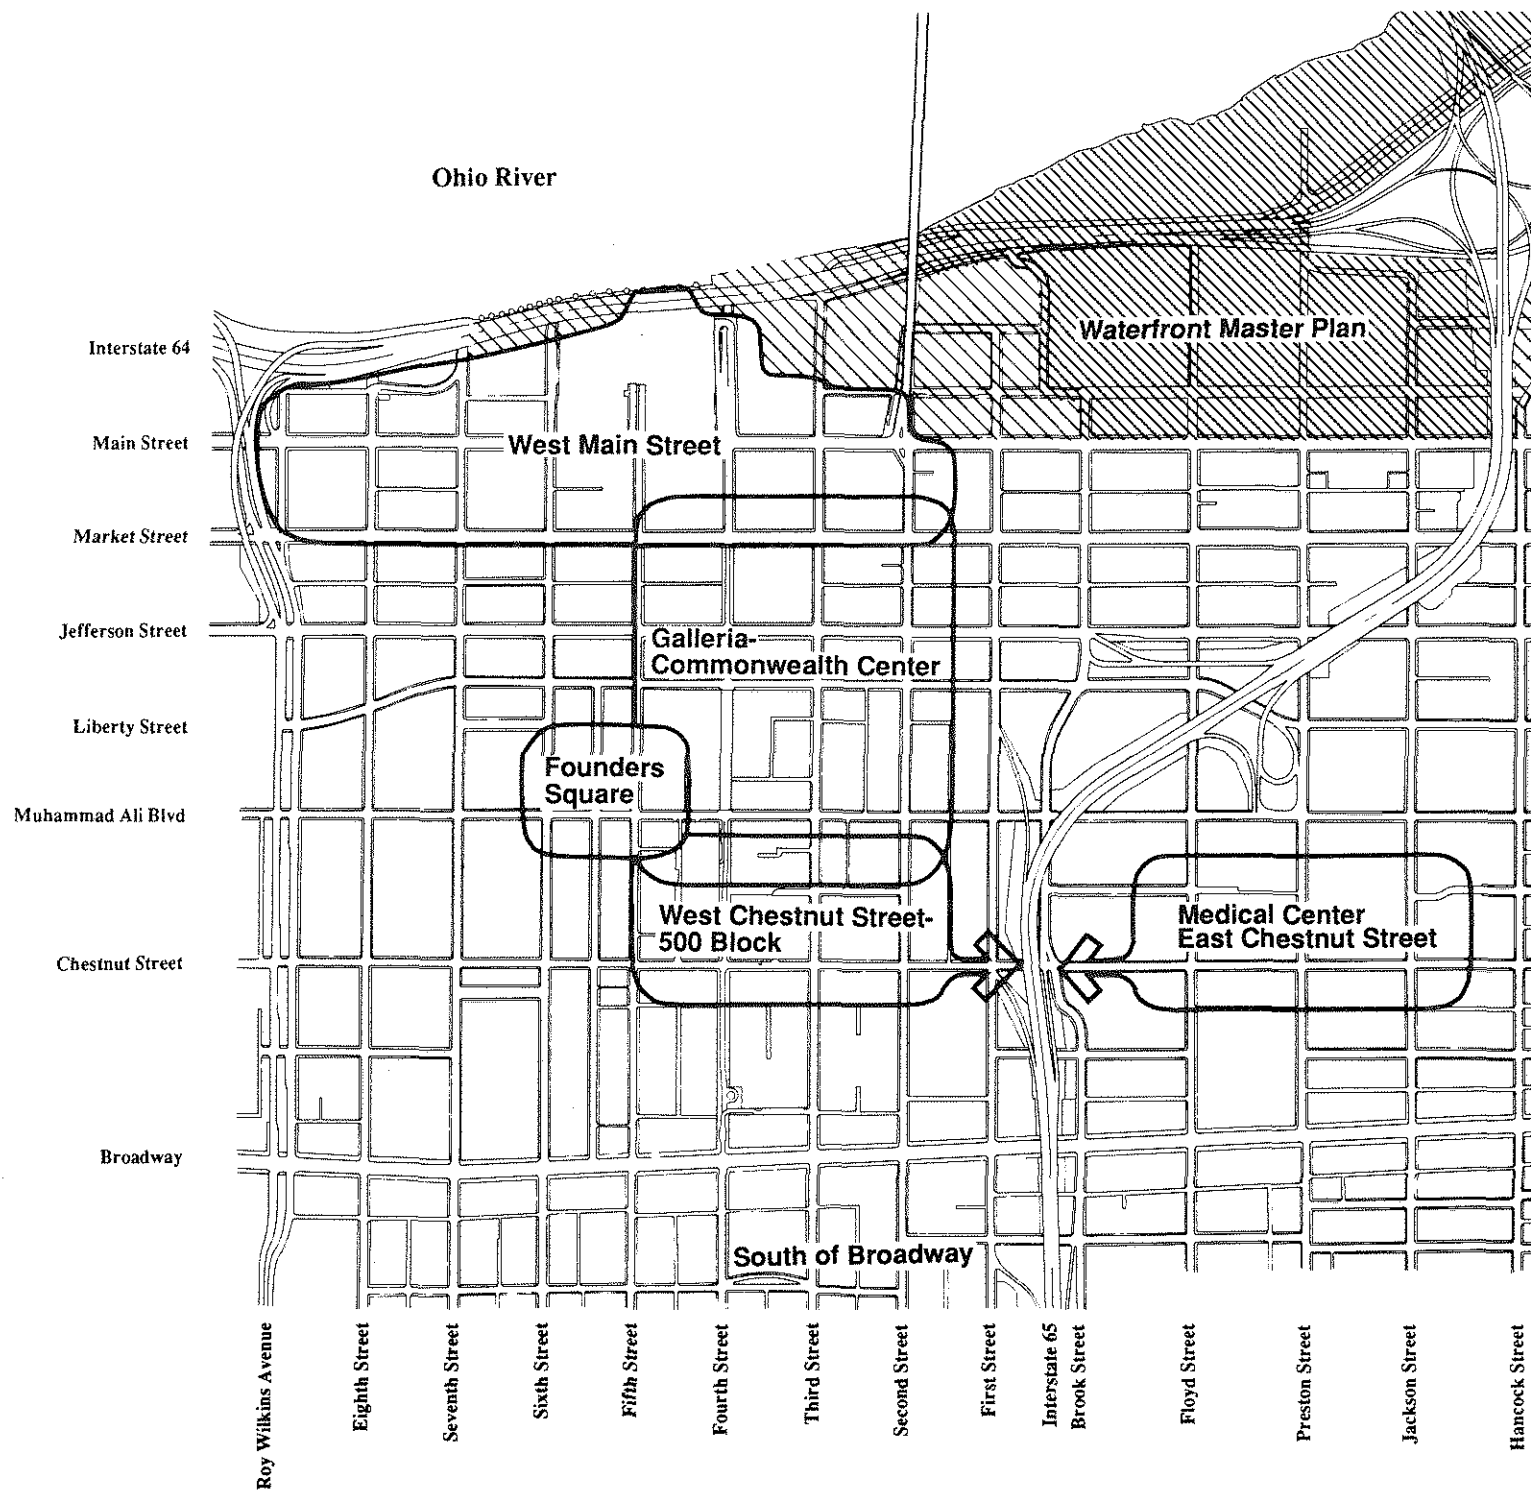 Ohio River
Waterfront Master Plan
Interstate 64
Main Street
West Main Street
Market Street
Jefferson Street
Galleria-
Commonwealth Center
Liberty Street
Founders
Square
Muhammad Ali Blvd
West Chestnut Street-
500 Block
Medical Center
East Chestnut Street
Chestnut Street
Broadway
South of Broadway
Roy Wilkins Avenue
Eighth Street
Seventh Street
Sixth Street
Fifth Street
Fourth Street
Third Street
Second Street
First Street
Interstate 65
Brook Street
Floyd Street
Preston Street
Jackson Street
Hancock Street